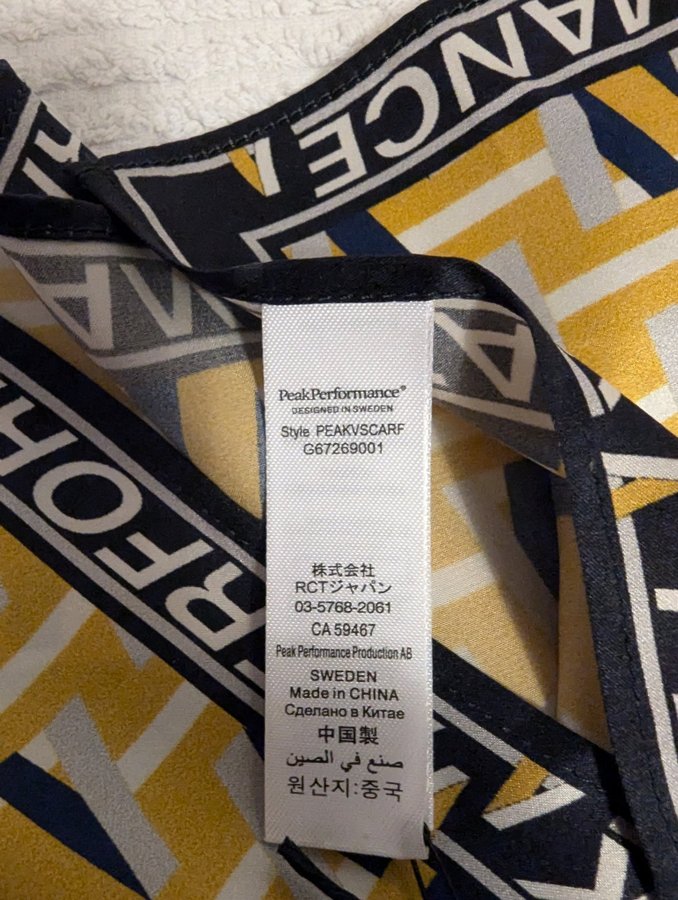 MANCE
PeakPerformance®
DESIGNED IN SWEDEN
Style PEAKVSCARF
G67269001
RFOR
株式会社
RCTジャパン
03-5768-2061
CA 59467
Peak Performance Production AB
SWEDEN
Made in CHINA
Сделано в Китае
中国製
صنع في الصين
원산지:중국